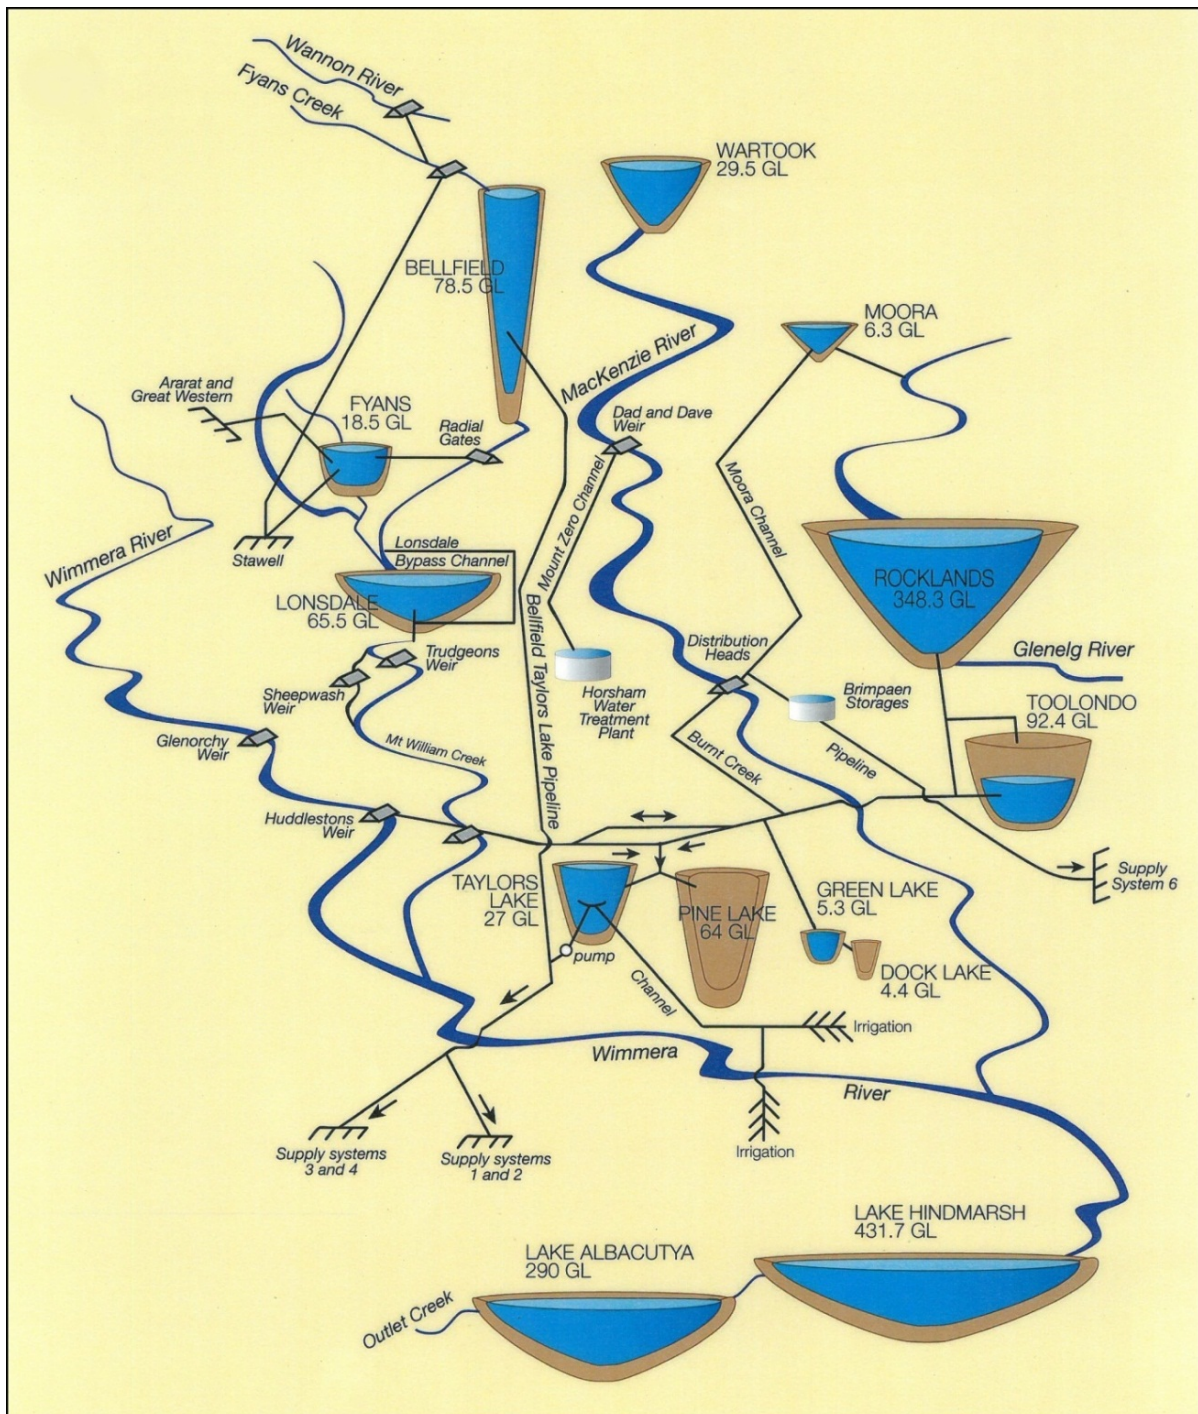 Wannon River
Fyans Creek
WARTOOK
29.5 GL
BELLFIELD
78.5 GL
MOORA
6.3 GL
MacKenzie River
Ararat and
Great Western
FYANS
18.5 GL
Radial
Gates
Dad and Dave
Weir
Moora Channel
Mount Zero Channel
Wimmera River
Stawell
Lonsdale
Bypass Channel
ROCKLANDS
348.3 GL
LONSDALE
65.5 GL
Bellfield Taylors Lake Pipeline
Trudgeons
Weir
Sheepwash
Weir
Distribution
Heads
Glenelg River
Horsham
Water
Treatment
Plant
Brimpaen
Storages
TOOLONDO
92.4 GL
Glenorchy
Weir
Mt William Creek
Burnt Creek
Pipeline
Huddlestons
Weir
TAYLORS
LAKE
27 GL
PINE LAKE
64 GL
GREEN LAKE
5.3 GL
Supply
System 6
pump
DOCK LAKE
4.4 GL
Channel
Irrigation
Wimmera
River
Irrigation
Supply systems
3 and 4
Supply systems
1 and 2
LAKE HINDMARSH
431.7 GL
LAKE ALBACUTYA
290 GL
Outlet Creek